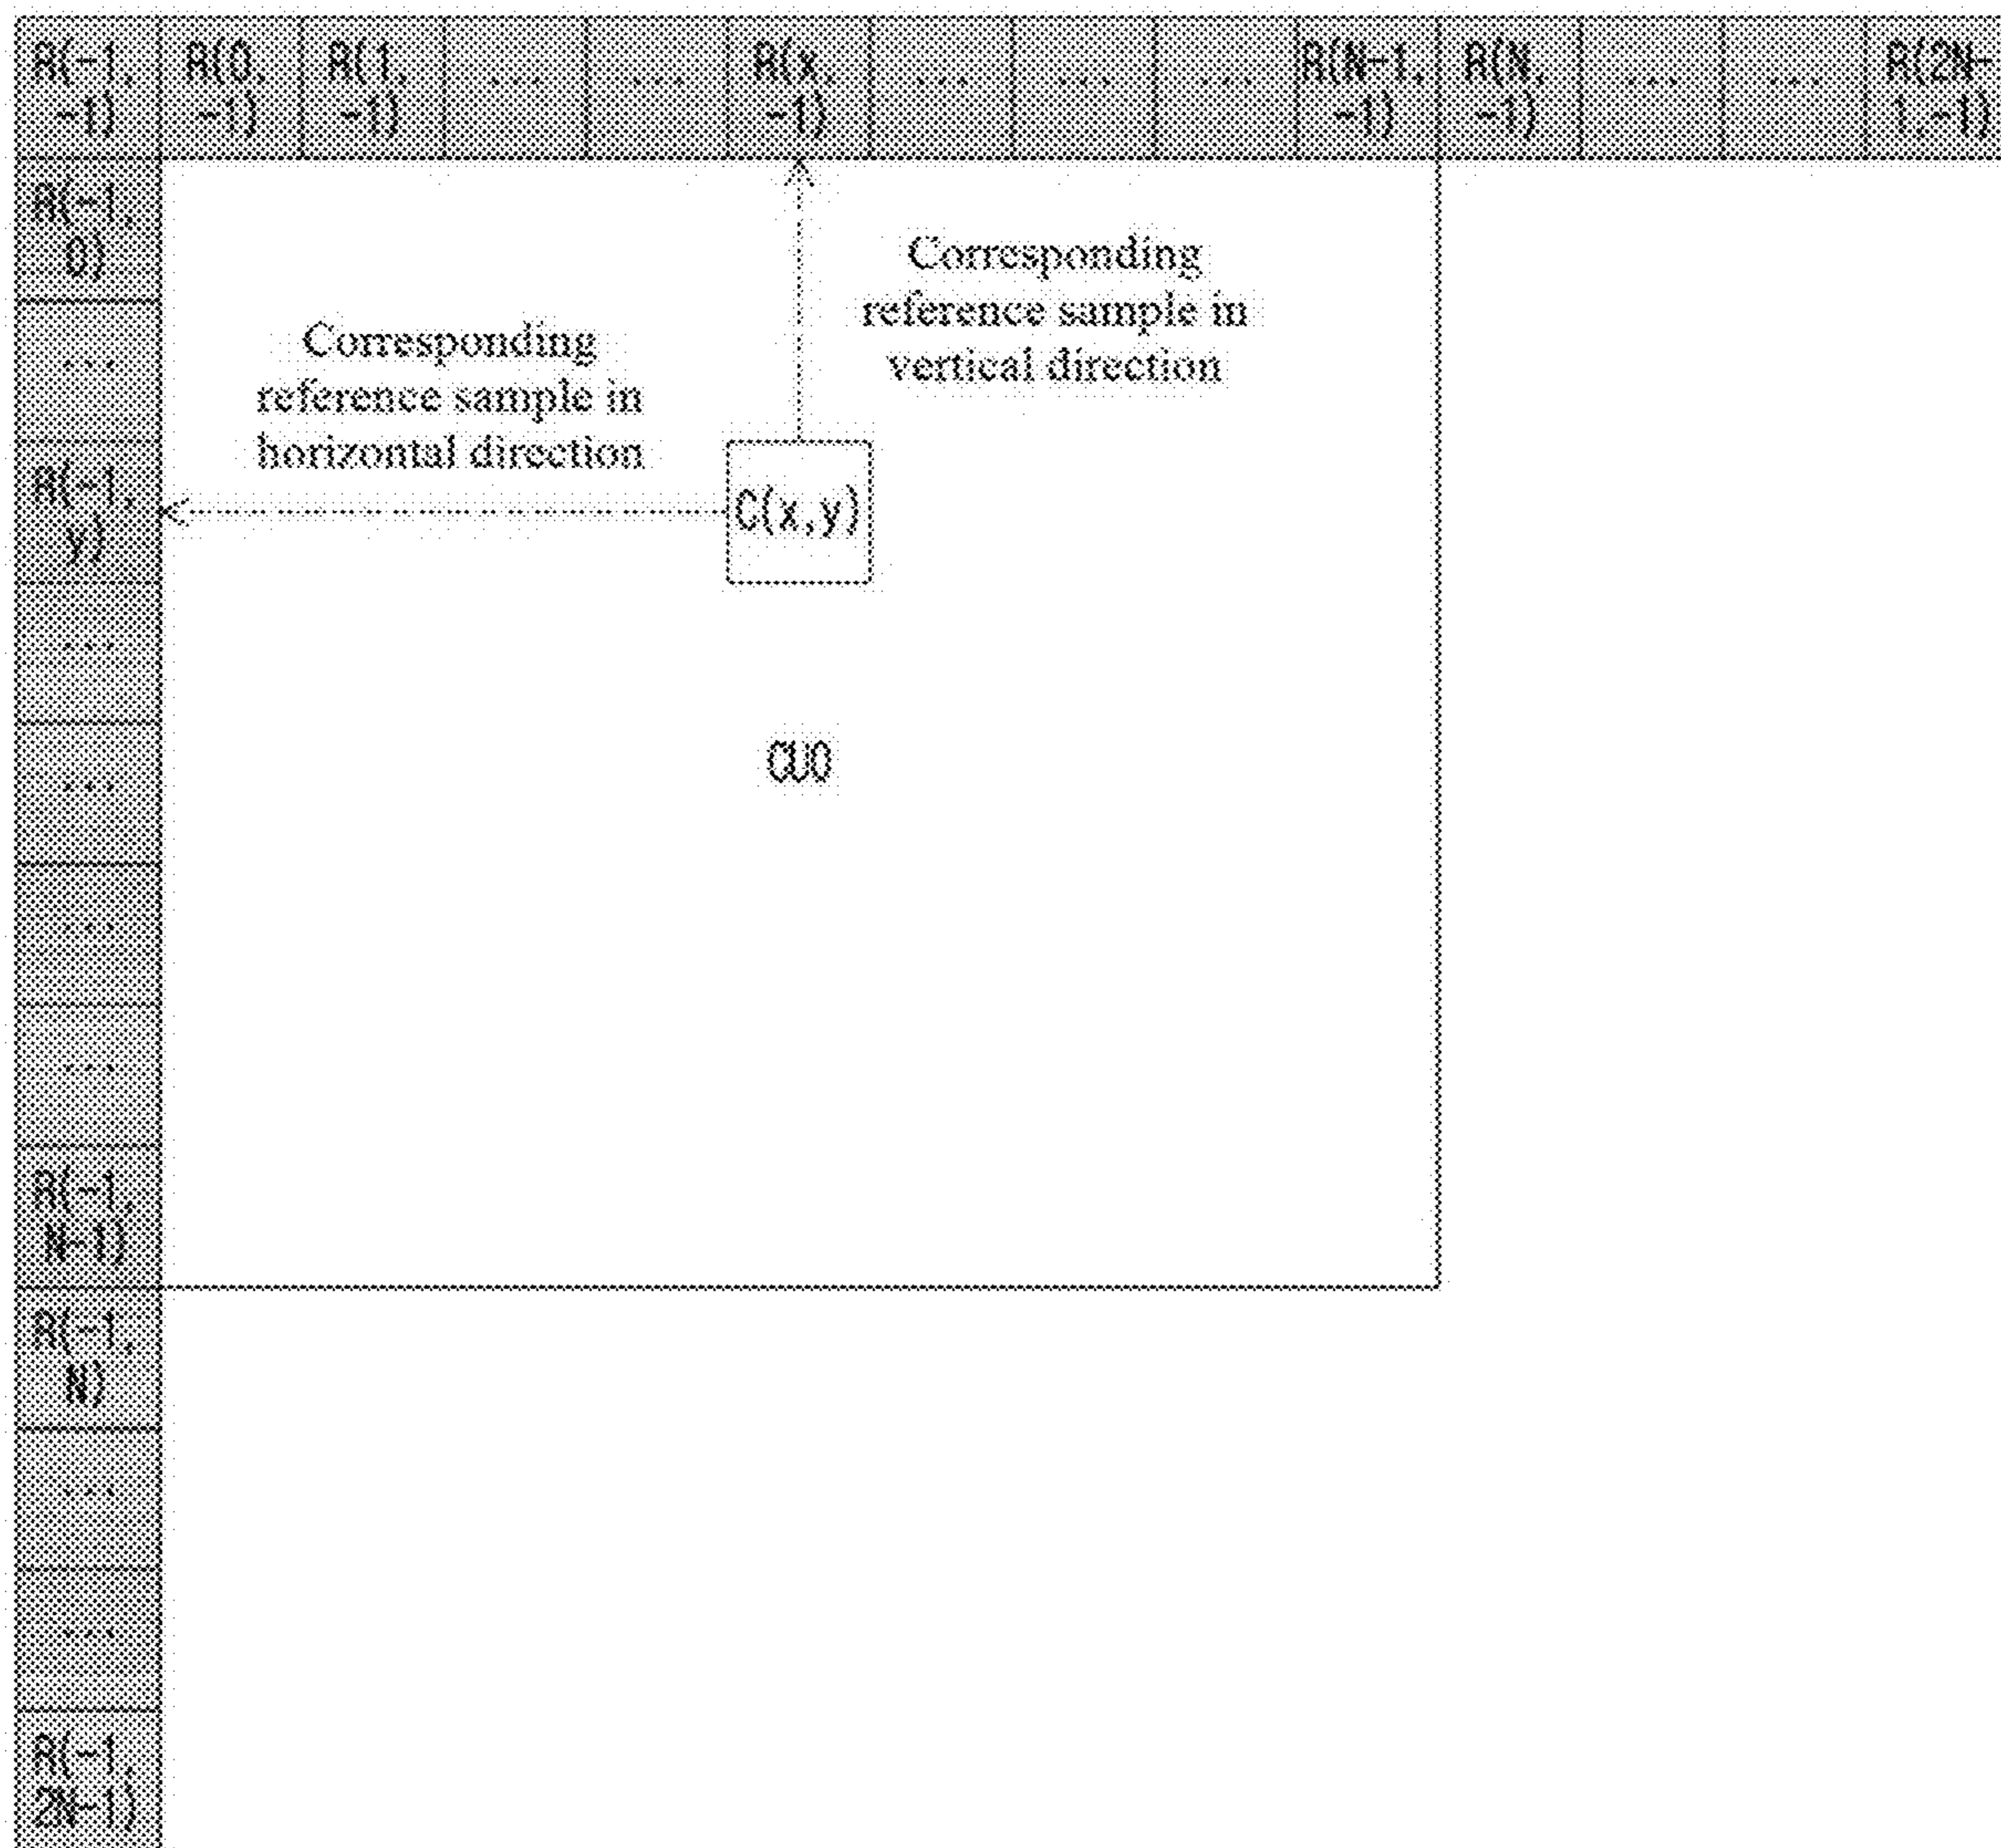 R(-1, R(0, R(1, ... ... R(x, ... ... ... R(N-1, R(N, ... ... R(2N-
-1) -1) -1) -1) -1) -1) 1,-1)
R(-1,
0)
Corresponding
reference sample in
vertical direction
...
Corresponding
reference sample in
horizontal direction
R(-1,
y)
C(x,y)
...
CU0
...
...
...
R(-1,
N-1)
R(-1,
N)
...
...
R(-1,
2N-1)